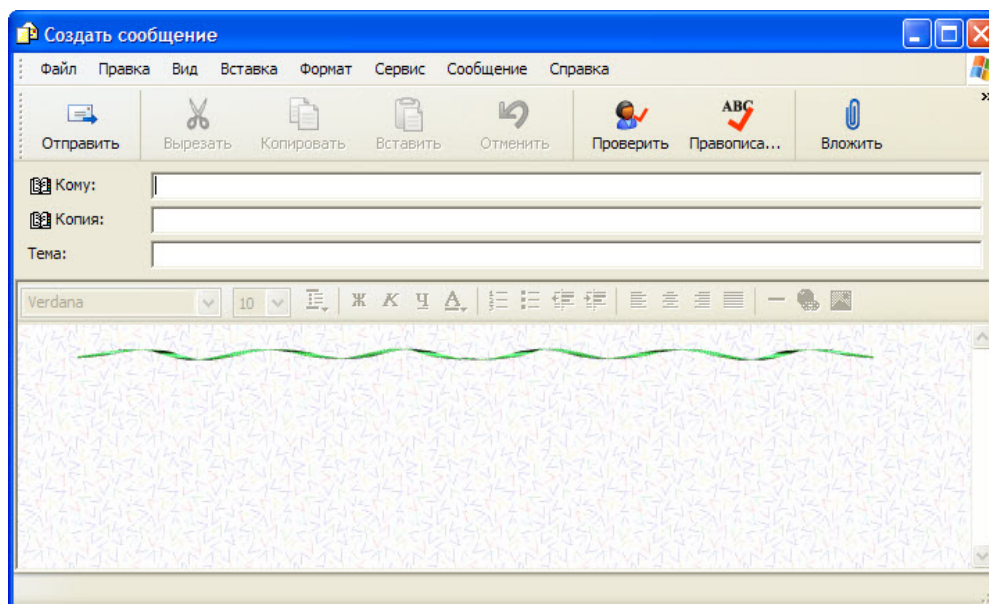 Создать сообщение
Файл Правка Вид Вставка Формат Сервис Сообщение Справка
ABC
Отправить Вырезать Копировать Вставить Отменить Проверить Правописа... Вложить
Кому:
Копия:
Тема:
Verdana 10 Ж К Ч А